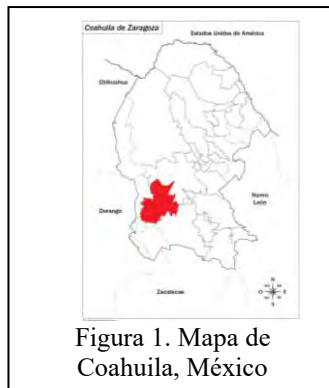 Coahuila de Zaragoza
Estados Unidos de América
Chihuahua
Nuevo
León
Durango
Zacatecas
N
O
E
S
Figura 1. Mapa de
Coahuila, México